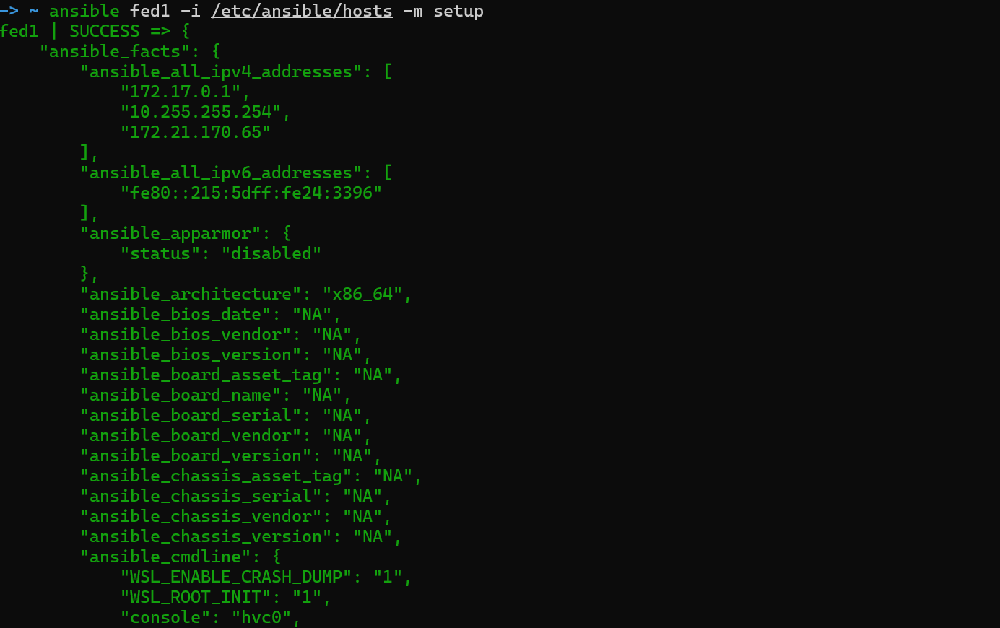 -> ~ ansible fed1 -i /etc/ansible/hosts -m setup
fed1 | SUCCESS => {
    "ansible_facts": {
        "ansible_all_ipv4_addresses": [
            "172.17.0.1",
            "10.255.255.254",
            "172.21.170.65"
        ],
        "ansible_all_ipv6_addresses": [
            "fe80::215:5dff:fe24:3396"
        ],
        "ansible_apparmor": {
            "status": "disabled"
        },
        "ansible_architecture": "x86_64",
        "ansible_bios_date": "NA",
        "ansible_bios_vendor": "NA",
        "ansible_bios_version": "NA",
        "ansible_board_asset_tag": "NA",
        "ansible_board_name": "NA",
        "ansible_board_serial": "NA",
        "ansible_board_vendor": "NA",
        "ansible_board_version": "NA",
        "ansible_chassis_asset_tag": "NA",
        "ansible_chassis_serial": "NA",
        "ansible_chassis_vendor": "NA",
        "ansible_chassis_version": "NA",
        "ansible_cmdline": {
            "WSL_ENABLE_CRASH_DUMP": "1",
            "WSL_ROOT_INIT": "1",
            "console": "hvc0",